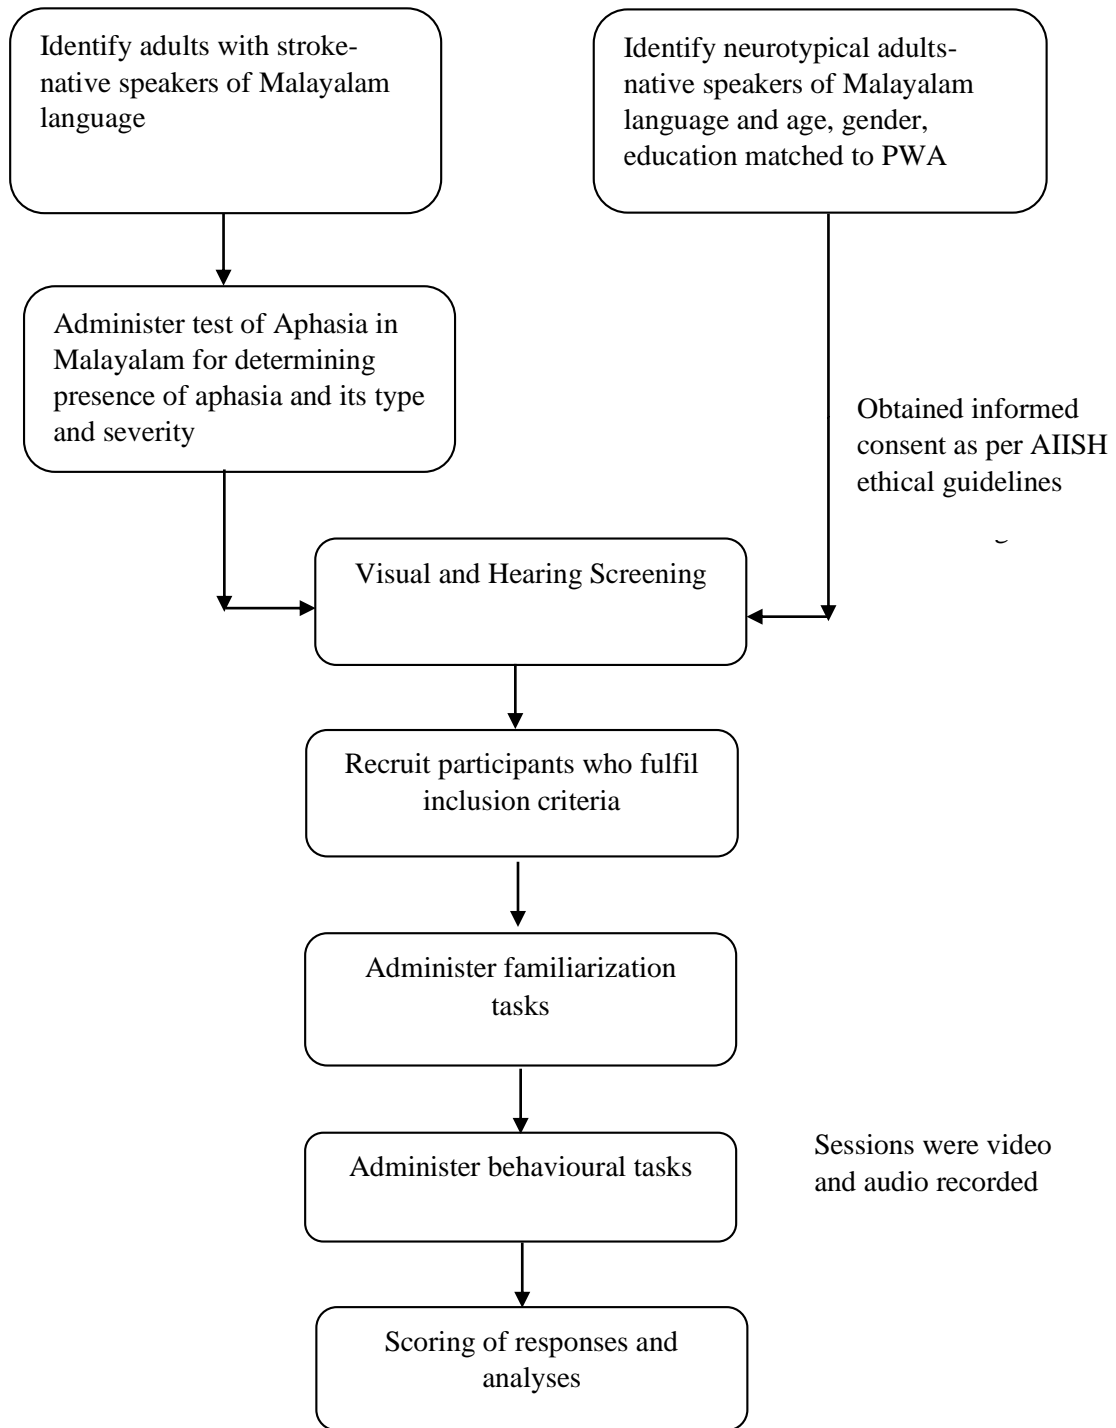 Identify adults with stroke-
native speakers of Malayalam
language
Identify neurotypical adults-
native speakers of Malayalam
language and age, gender,
education matched to PWA
Administer test of Aphasia in
Malayalam for determining
presence of aphasia and its type
and severity
Obtained informed
consent as per AIISH
ethical guidelines
Visual and Hearing Screening
Recruit participants who fulfil
inclusion criteria
Administer familiarization
tasks
Administer behavioural tasks
Sessions were video
and audio recorded
Scoring of responses and
analyses